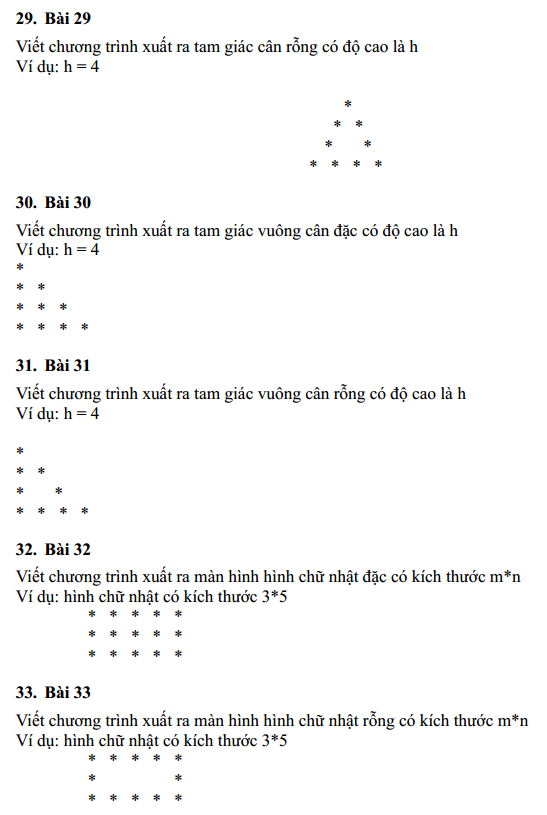 29. Bài 29
Viết chương trình xuất ra tam giác cân rỗng có độ cao là h
Ví dụ: h = 4
*
* *
* *
* * * *
30. Bài 30
Viết chương trình xuất ra tam giác vuông cân đặc có độ cao là h
Ví dụ: h = 4
*
* *
* * *
* * * *
31. Bài 31
Viết chương trình xuất ra tam giác vuông cân rỗng có độ cao là h
Ví dụ: h = 4
*
* *
* *
* * * *
32. Bài 32
Viết chương trình xuất ra màn hình hình chữ nhật đặc có kích thước m*n
Ví dụ: hình chữ nhật có kích thước 3*5
* * * * *
* * * * *
* * * * *
33. Bài 33
Viết chương trình xuất ra màn hình hình chữ nhật rỗng có kích thước m*n
Ví dụ: hình chữ nhật có kích thước 3*5
* * * * *
* *
* * * * *